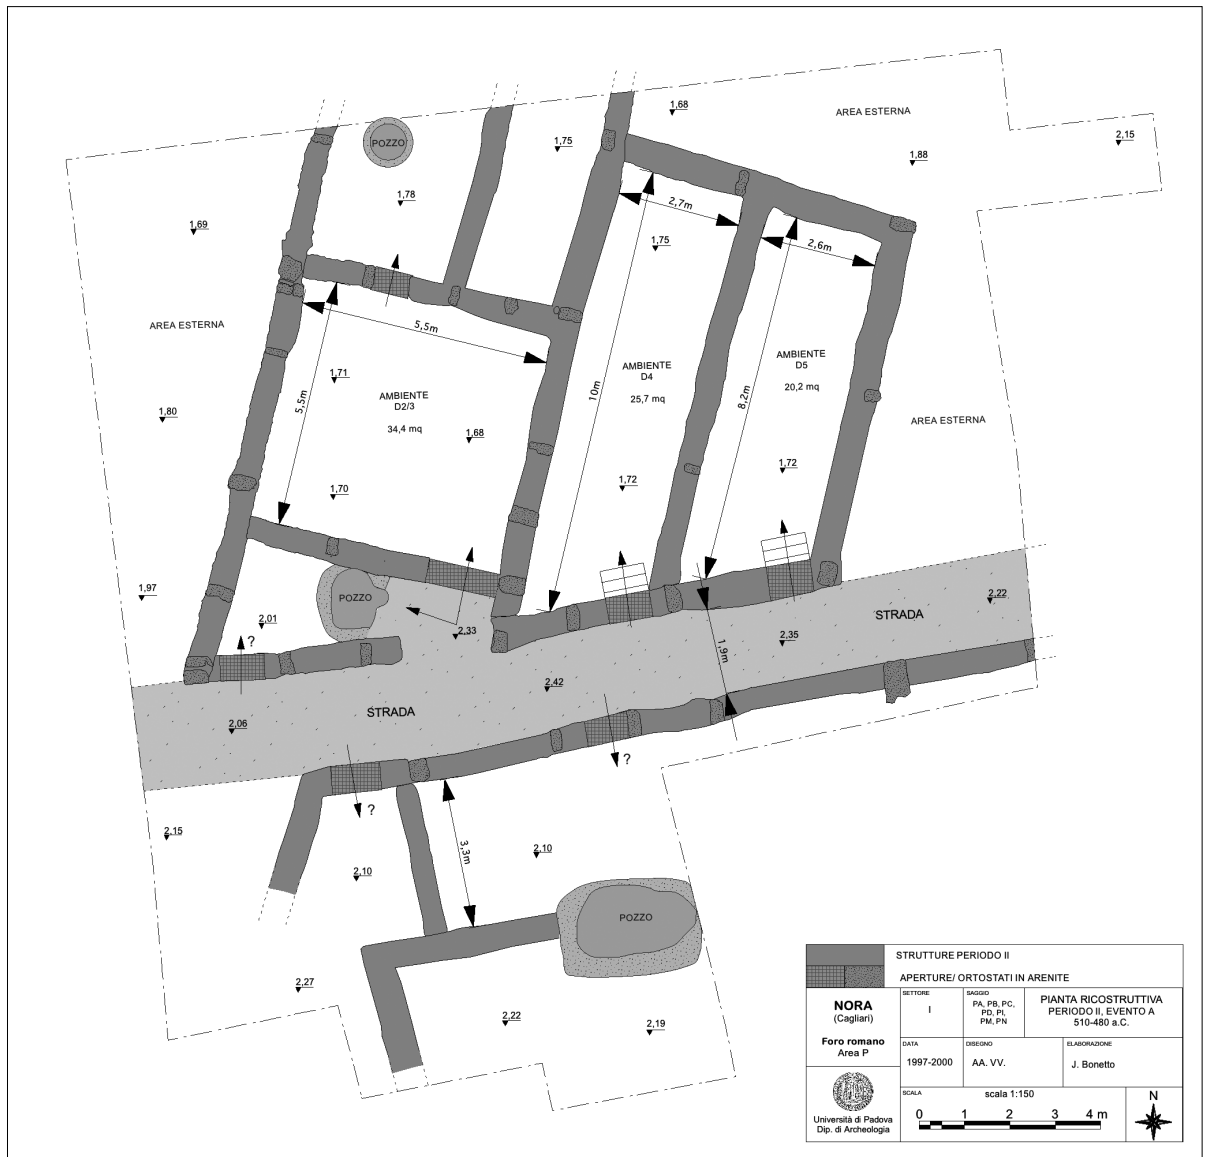 1,68
AREA ESTERNA
2,15
POZZO
1,75
1,88
1,78
2,7m
1,69
1,75
2,6m
AREA ESTERNA
5,5m
AMBIENTE
D5
20,2 mq
AMBIENTE
D4
25,7 mq
1,71
5,5m
AMBIENTE
D2/3
34,4 mq
10m
8,2m
1,80
1,68
AREA ESTERNA
1,70
1,72
1,72
1,97
POZZO
2,01
2,33
STRADA
2,22
?
2,35
1,9m
2,42
STRADA
2,06
?
?
2,15
3,3m
2,10
2,10
POZZO
2,27
2,22
2,19
STRUTTURE PERIODO II
APERTURE/ ORTOSTATI IN ARENITE
NORA
(Cagliari)
Foro romano
Area P
Università di Padova
Dip. di Archeologia
SETTORE
I
SAGGIO
PA, PB, PC,
PD, PI,
PM, PN
PIANTA RICOSTRUTTIVA
PERIODO II, EVENTO A
510-480 a.C.
DATA
1997-2000
DISEGNO
AA. VV.
ELABORAZIONE
J. Bonetto
SCALA
scala 1:150
0 1 2 3 4 m
N